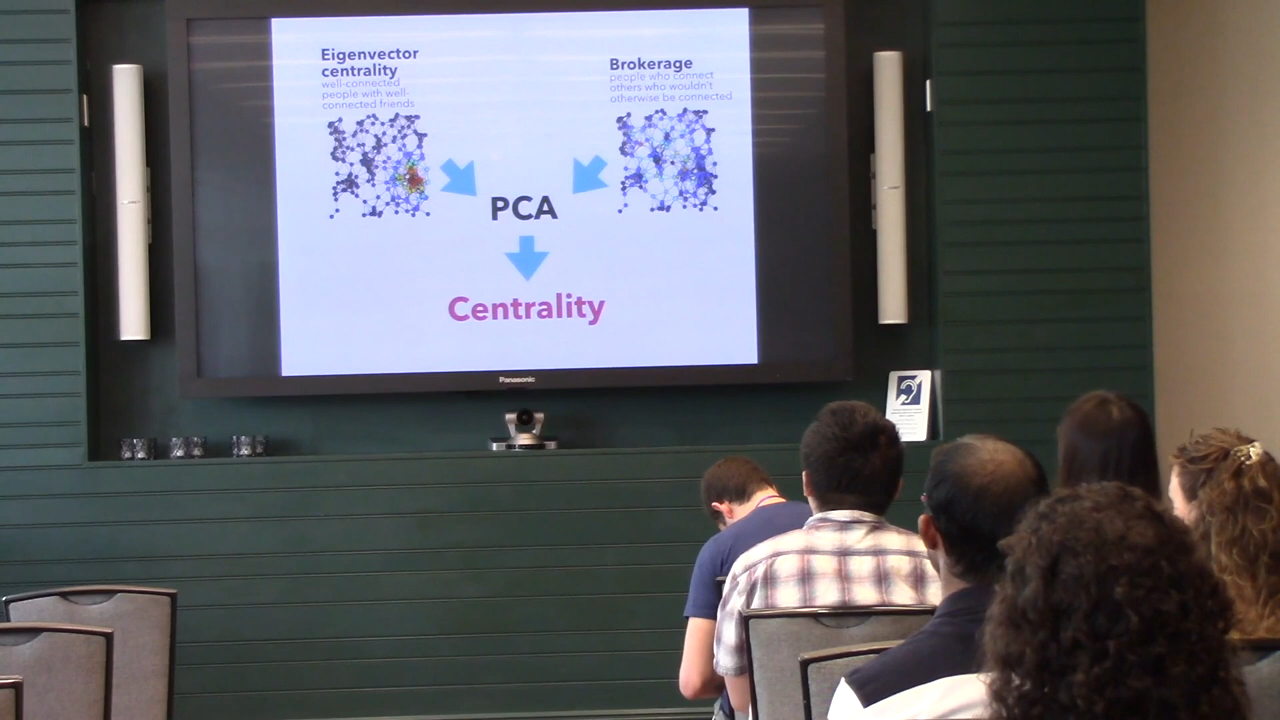 Eigenvector
centrality
well-connected
people with well-
connected friends
Brokerage
people who connect
others who wouldn't
otherwise be connected
PCA
Centrality
Panasonic